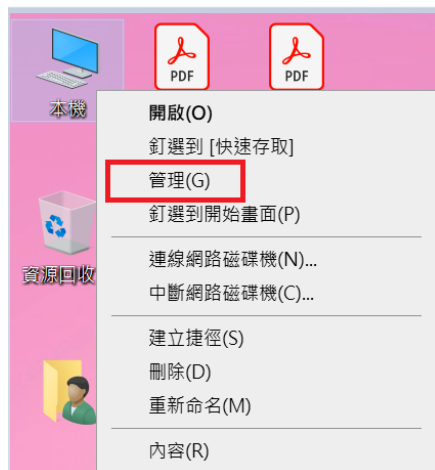 PDF
PDF
本機
開啟(O)
釘選到 [快速存取]
管理(G)
釘選到開始畫面(P)
連線網路磁碟機(N)...
中斷網路磁碟機(C)...
建立捷徑(S)
刪除(D)
重新命名(M)
內容(R)
資源回收